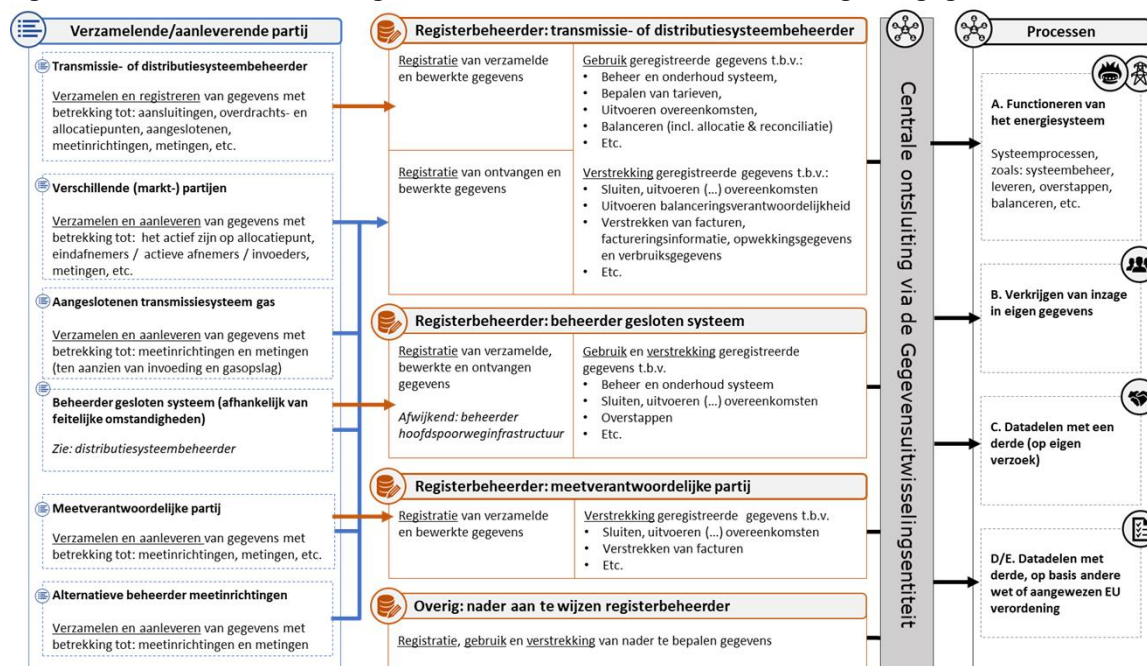 Verzamelende/aanleverende partij
Transmissie- of distributiesysteembeheerder
Verzamelen en registreren van gegevens met
betrekking tot: aansluitingen, overdrachts- en
allocatiepunten, aangeslotenen,
meetinrichtingen, metingen, etc.
Verschillende (markt-) partijen
Verzamelen en aanleveren van gegevens met
betrekking tot: het actief zijn op allocatiepunt,
eindafnemers / actieve afnemers / invoeders,
metingen, etc.
Aangeslotenen transmissiesysteem gas
Verzamelen en aanleveren van gegevens met
betrekking tot: meetinrichtingen en metingen
(ten aanzien van invoeding en gasopslag)
Beheerder gesloten systeem (afhankelijk van
feitelijke omstandigheden)
Zie: distributiesysteembeheerder
Meetverantwoordelijke partij
Verzamelen en aanleveren van gegevens met
betrekking tot: meetinrichtingen, metingen, etc.
Alternatieve beheerder meetinrichtingen
Verzamelen en aanleveren van gegevens met
betrekking tot: meetinrichtingen en metingen
Registerbeheerder: transmissie- of distributiesysteembeheerder
Registratie van verzamelde
en bewerkte gegevens
Gebruik geregistreerde gegevens t.b.v.:
• Beheer en onderhoud systeem,
• Bepalen van tarieven,
• Uitvoeren overeenkomsten,
• Balanceren (incl. allocatie & reconciliatie)
• Etc.
Registratie van ontvangen en
bewerkte gegevens
Verstrekking geregistreerde gegevens t.b.v.:
• Sluiten, uitvoeren (...) overeenkomsten
• Uitvoeren balanceringsverantwoordelijkheid
• Verstrekken van facturen,
factureringsinformatie, opwekkingsgegevens
en verbruiksgegevens
• Etc.
Registerbeheerder: beheerder gesloten systeem
Registratie van verzamelde,
bewerkte en ontvangen
gegevens
Afwijkend: beheerder
hoofdspoorweginfrastructuur
Gebruik en verstrekking geregistreerde
gegevens t.b.v.
• Beheer en onderhoud systeem
• Sluiten, uitvoeren (...) overeenkomsten
• Overstappen
• Etc.
Registerbeheerder: meetverantwoordelijke partij
Registratie van verzamelde
en bewerkte gegevens
Verstrekking geregistreerde gegevens t.b.v.
• Sluiten, uitvoeren (...) overeenkomsten
• Verstrekken van facturen
• Etc.
Overig: nader aan te wijzen registerbeheerder
Registratie, gebruik en verstrekking van nader te bepalen gegevens
Centrale ontsluiting via de Gegevensuitwisselingsentiteit
Processen
A. Functioneren van
het energiesysteem
Systeemprocessen,
zoals: systeembeheer,
leveren, overstappen,
balanceren, etc.
B. Verkrijgen van inzage
in eigen gegevens
C. Datadelen met een
derde (op eigen
verzoek)
D/E. Datadelen met
derde, op basis andere
wet of aangewezen EU
verordening